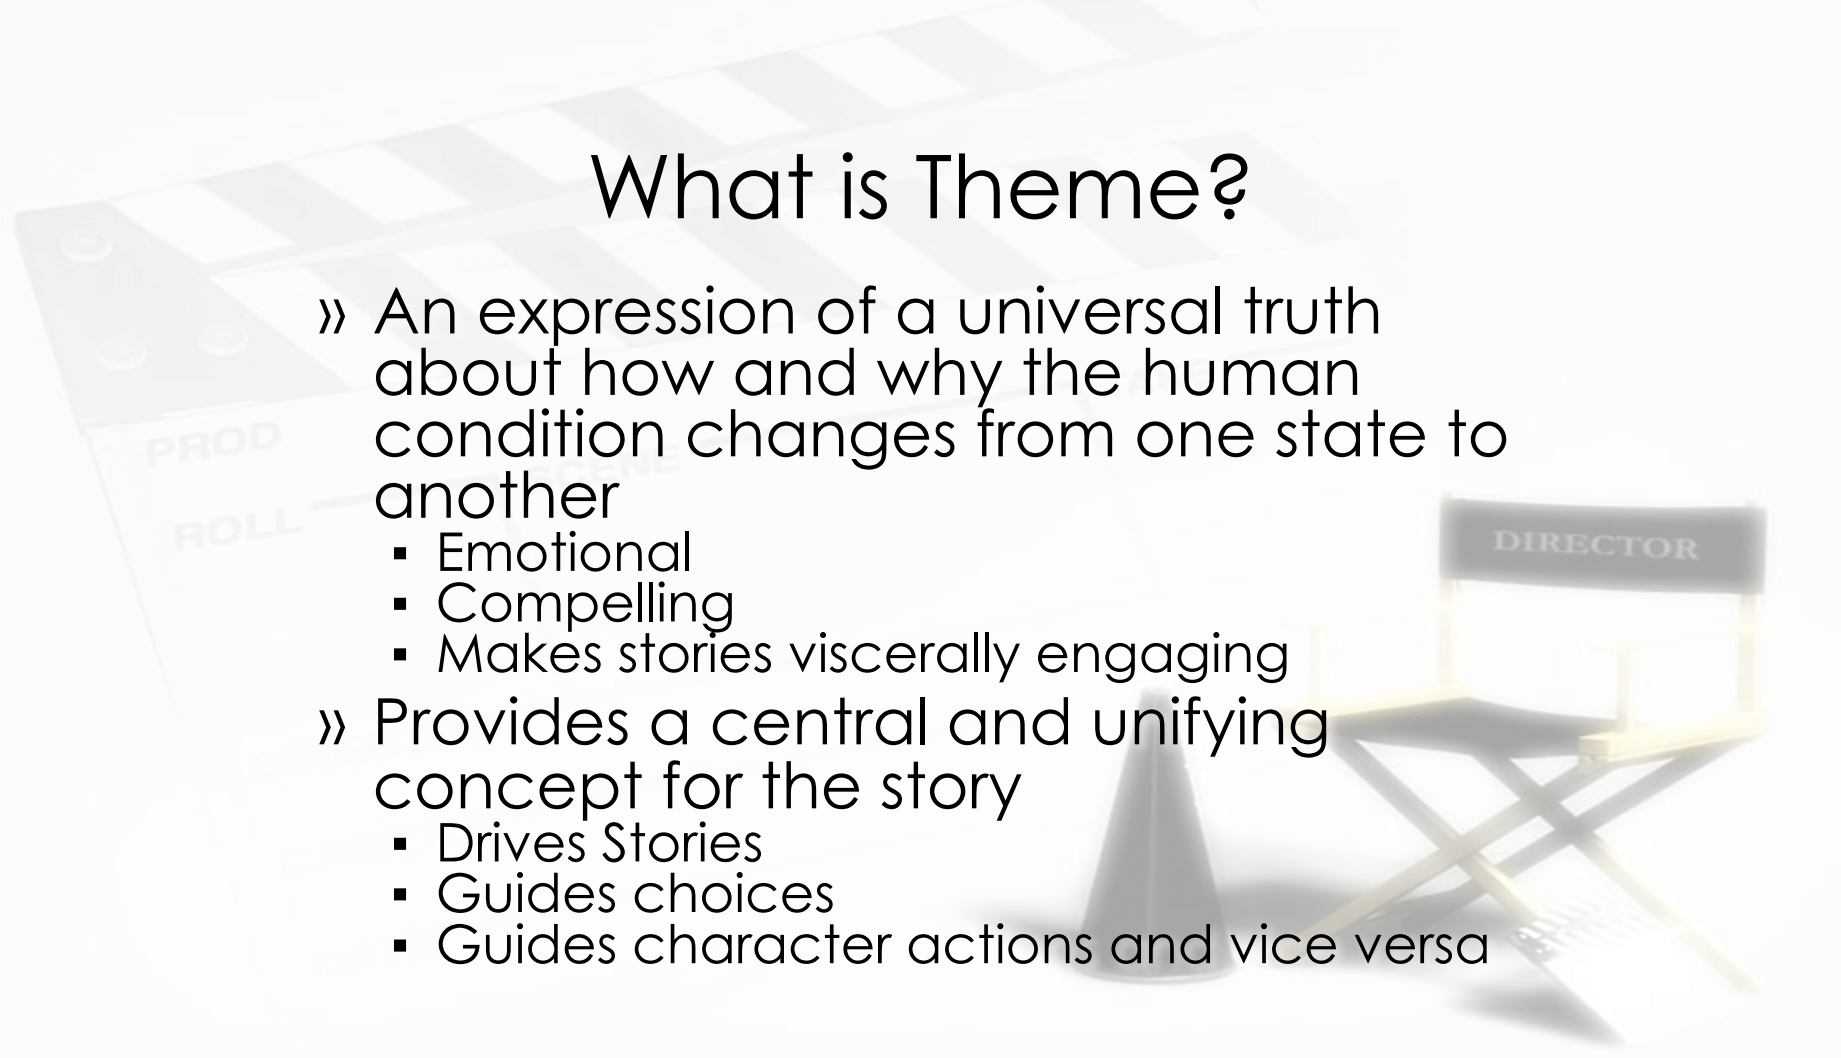 What is Theme?
» An expression of a universal truth
about how and why the human
condition changes from one state to
another
▪ Emotional
▪ Compelling
▪ Makes stories viscerally engaging
» Provides a central and unifying
concept for the story
▪ Drives Stories
▪ Guides choices
▪ Guides character actions and vice versa
PROD
SCENE
ROLL
DIRECTOR